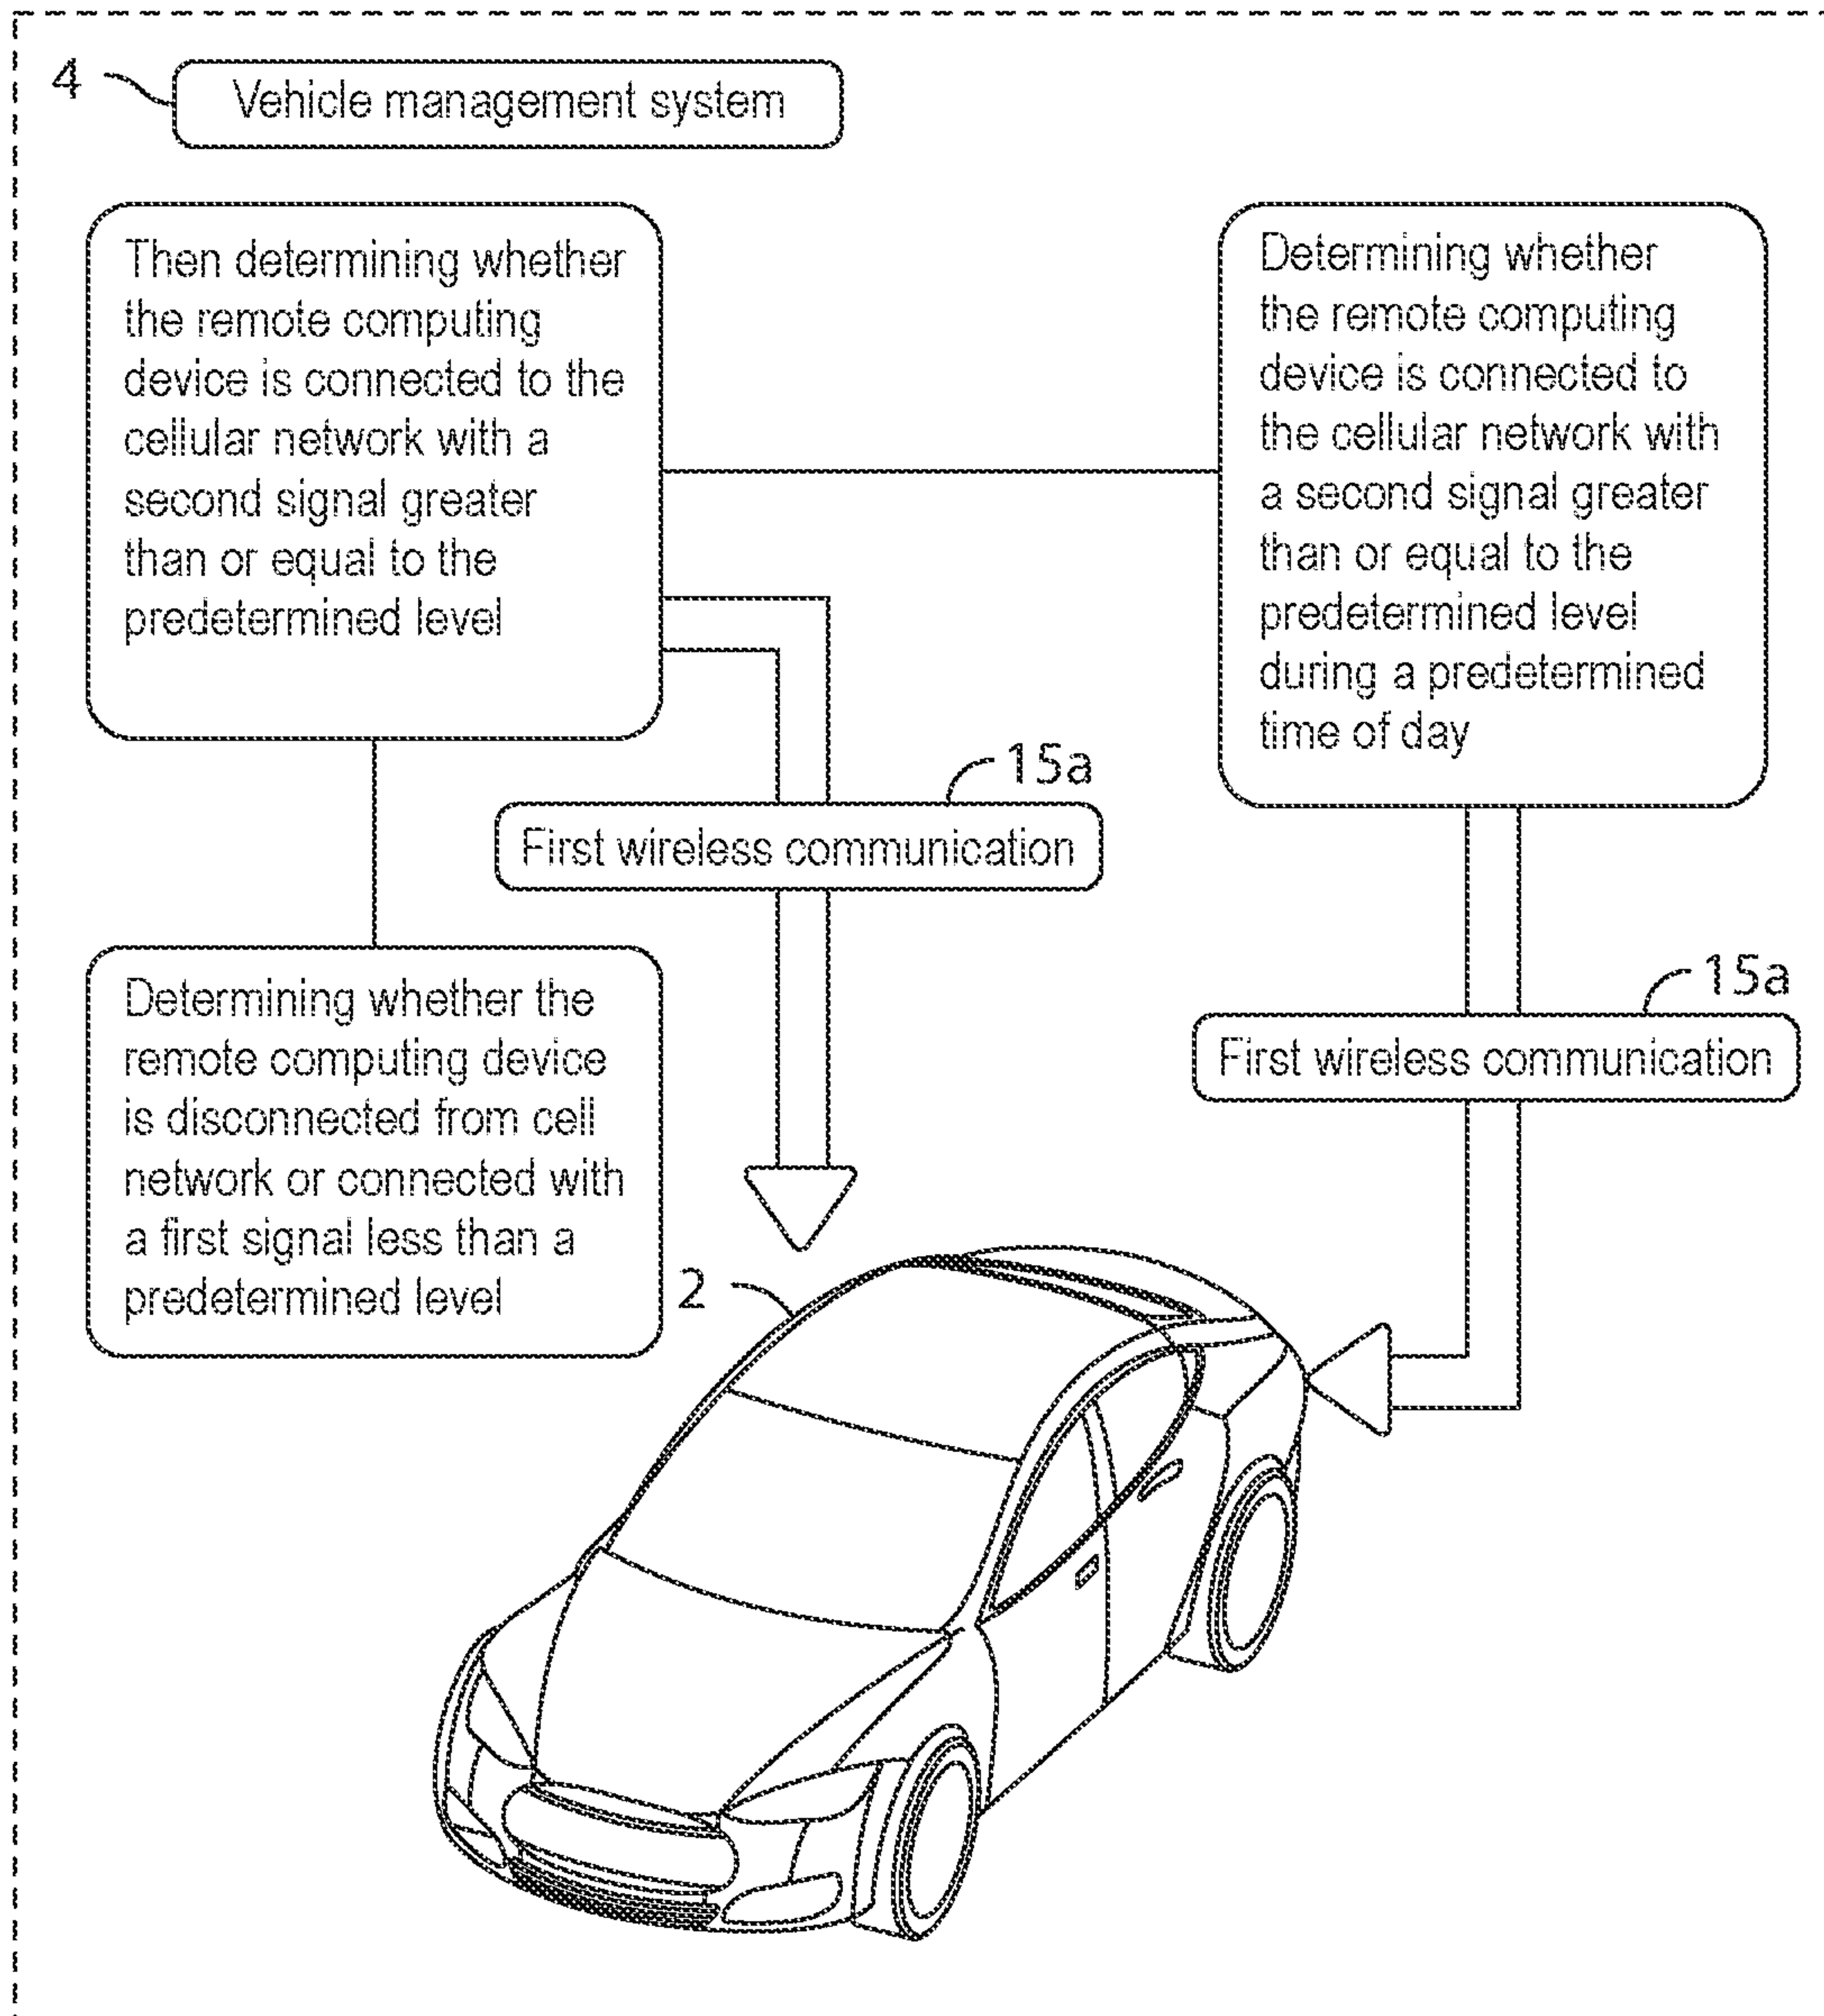 4
Vehicle management system
Then determining whether
the remote computing
device is connected to the
cellular network with a
second signal greater
than or equal to the
predetermined level
Determining whether
the remote computing
device is connected to
the cellular network with
a second signal greater
than or equal to the
predetermined level
during a predetermined
time of day
15a
First wireless communication
15a
First wireless communication
Determining whether the
remote computing device
is disconnected from cell
network or connected with
a first signal less than a
predetermined level
2